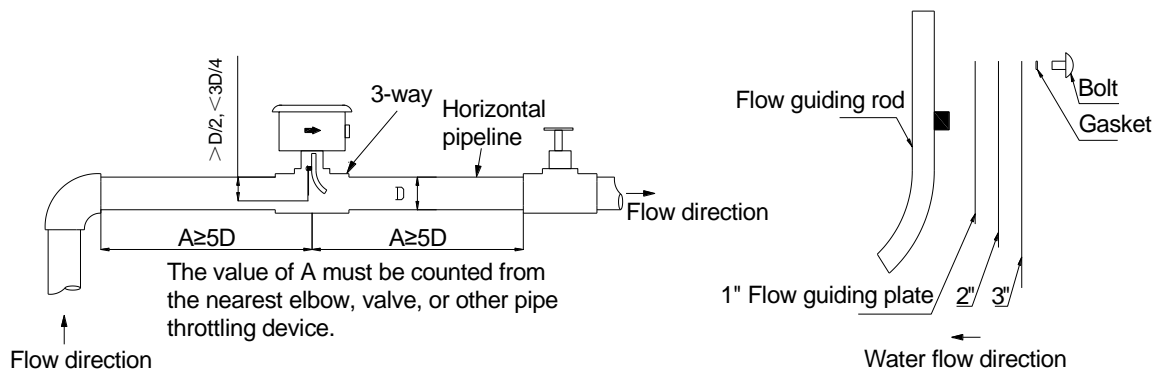 >D/2, <3D/4
3-way
Horizontal
pipeline
D
Flow direction
A≥5D
A≥5D
The value of A must be counted from
the nearest elbow, valve, or other pipe
throttling device.
Flow direction
Flow guiding rod
Bolt
Gasket
1" Flow guiding plate
2"
3"
Water flow direction